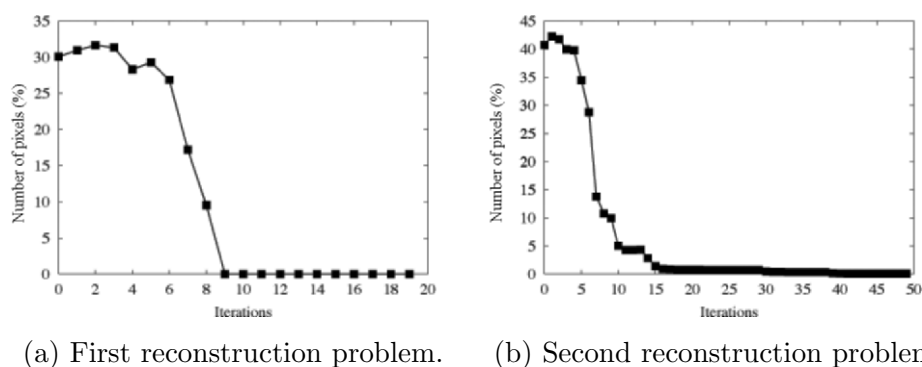 35
30
25
20
15
10
5
0
Number of pixels (%)
0 2 4 6 8 10 12 14 16 18 20
Iterations
(a) First reconstruction problem.
45
40
35
30
25
20
15
10
5
0
Number of pixels (%)
0 5 10 15 20 25 30 35 40 45 50
Iterations
(b) Second reconstruction problem